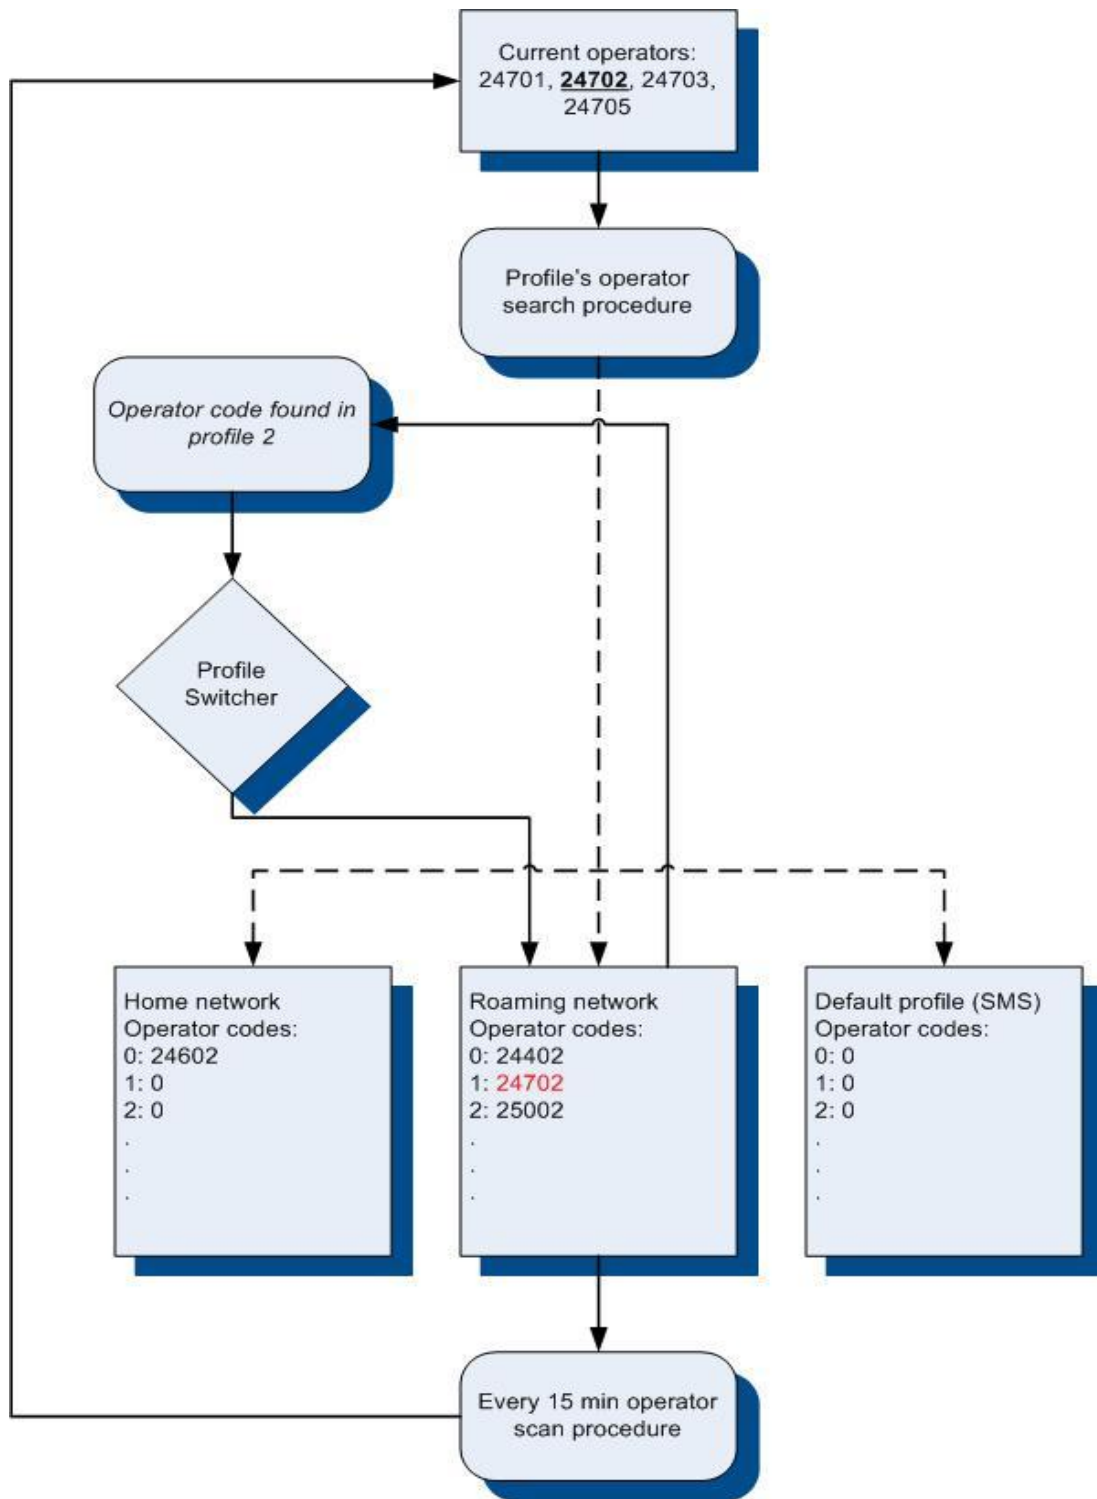 Current operators:
24701, 24702, 24703,
24705
Profile's operator
search procedure
Operator code found in
profile 2
Profile
Switcher
Home network
Operator codes:
0: 24602
1: 0
2: 0
.
.
.
Roaming network
Operator codes:
0: 24402
1: 24702
2: 25002
.
.
.
Default profile (SMS)
Operator codes:
0: 0
1: 0
2: 0
.
.
.
Every 15 min operator
scan procedure